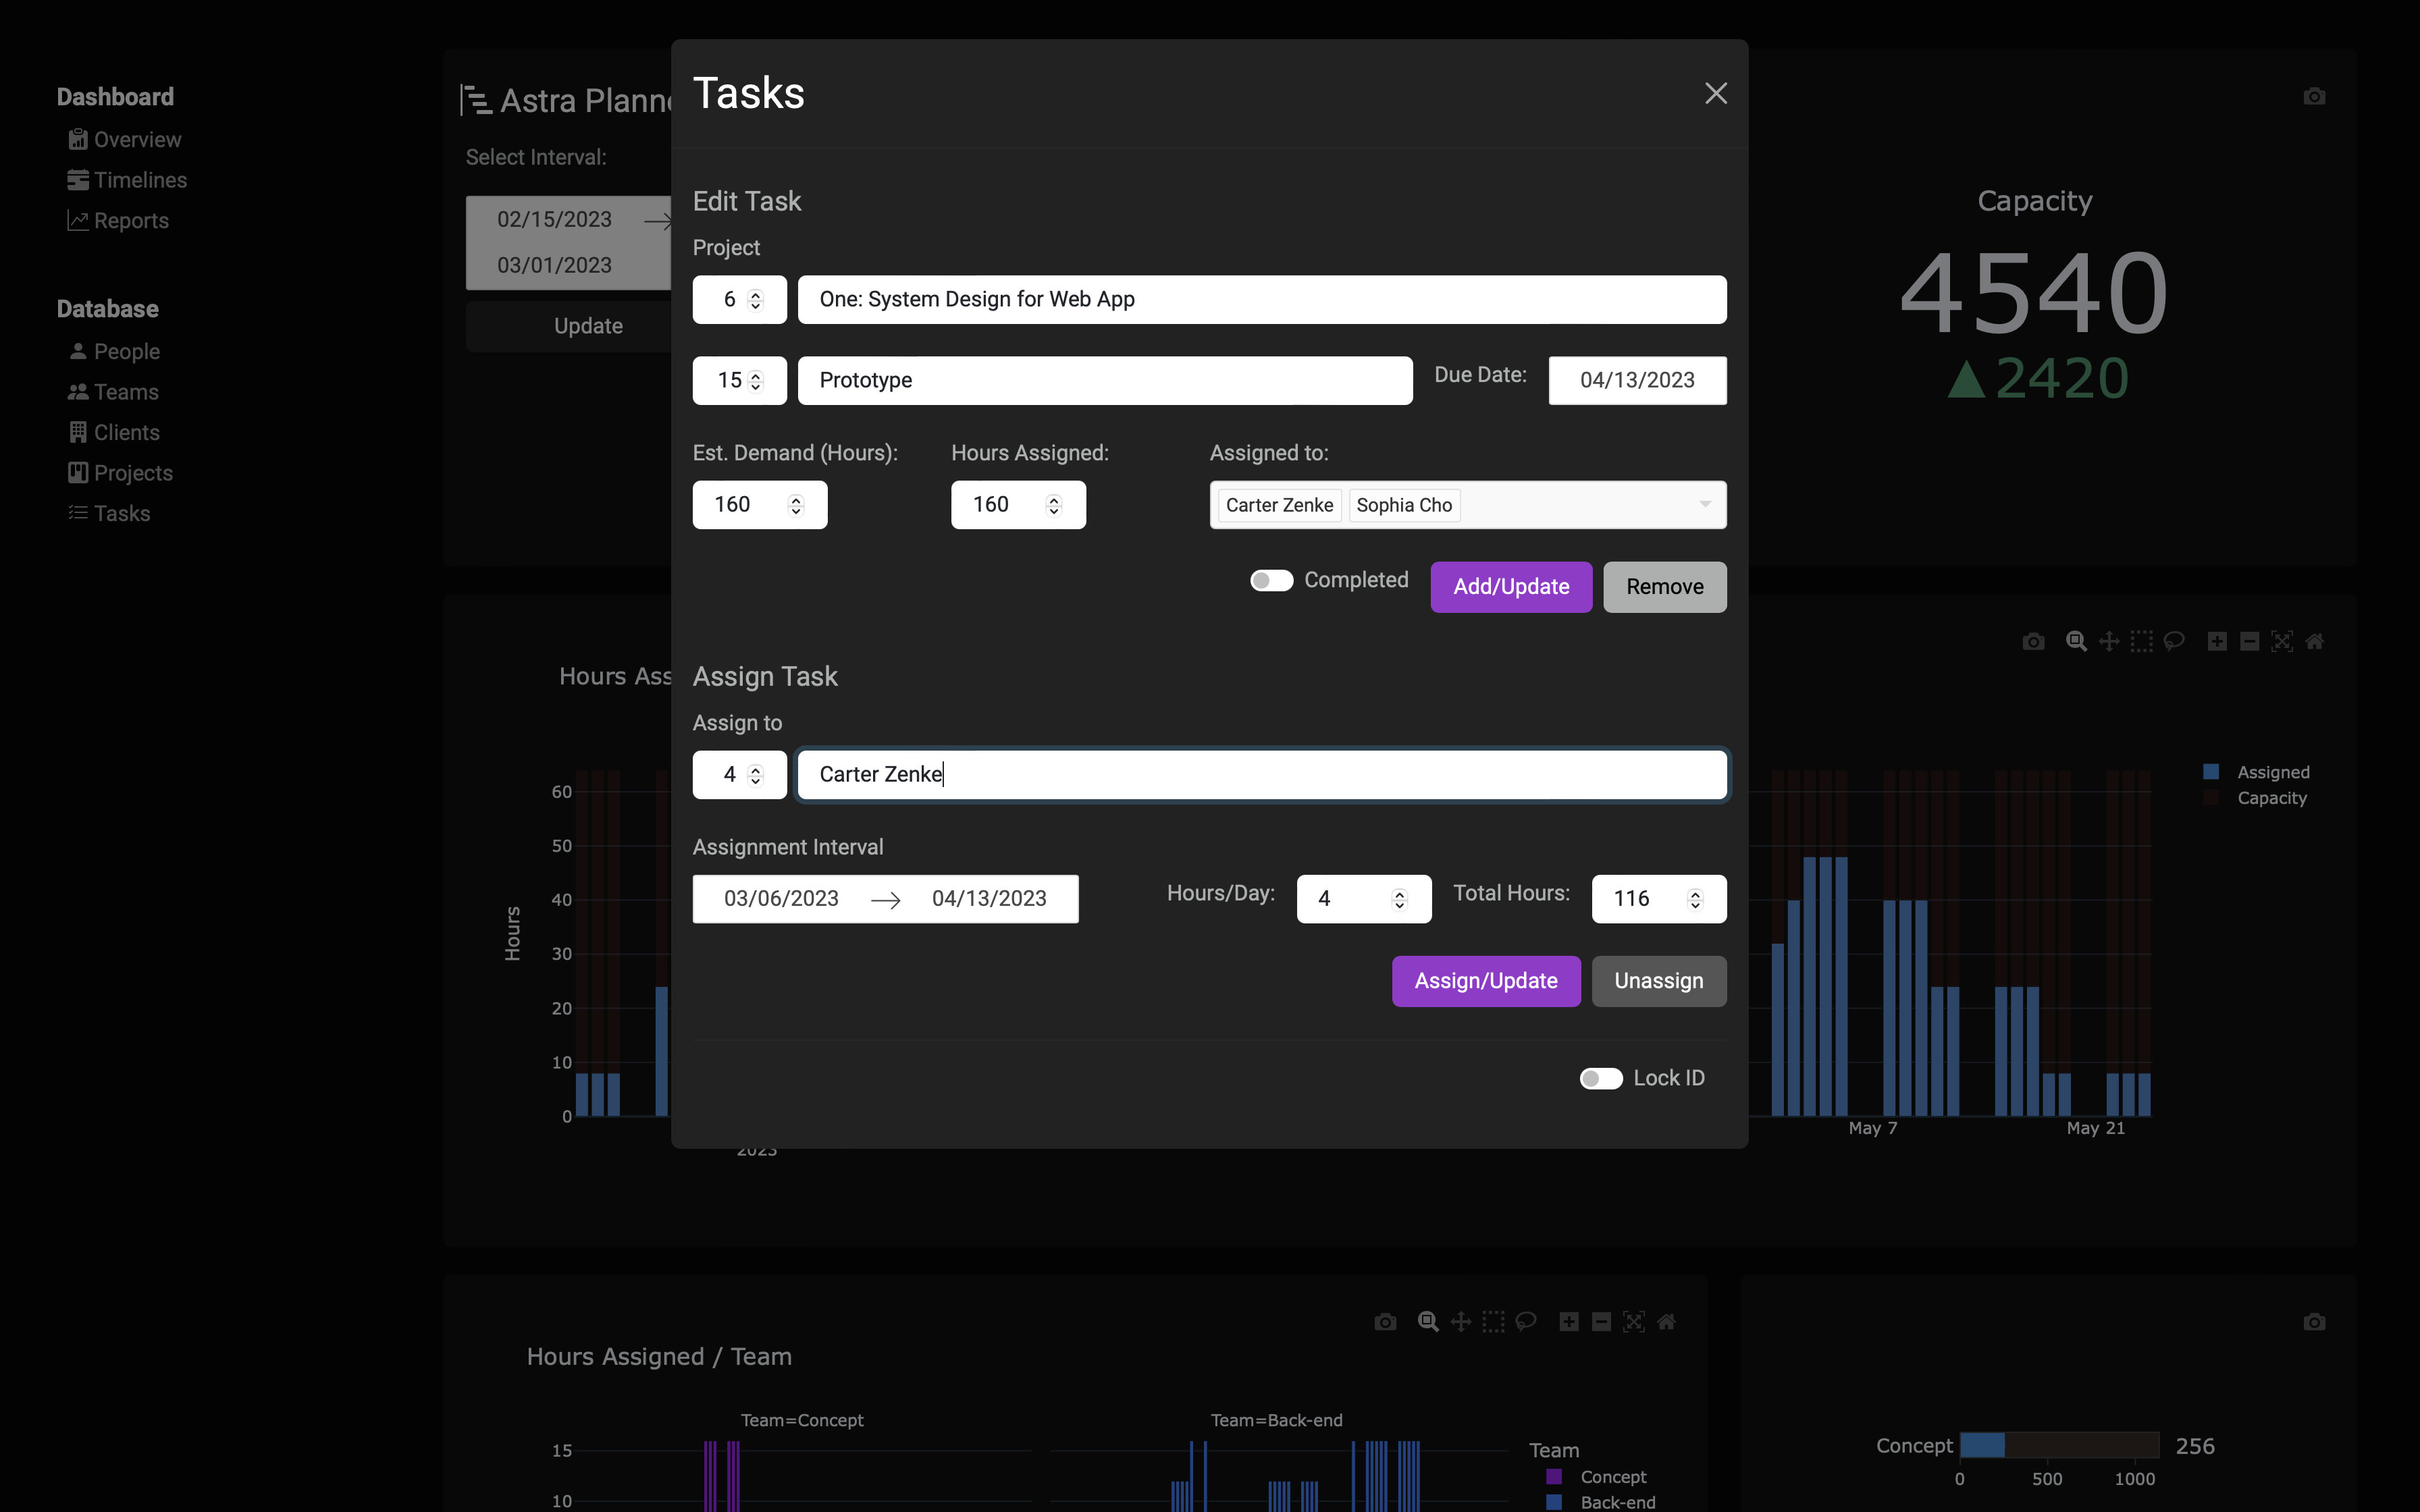 Dashboard
Overview
Timelines
Reports
Database
People
Teams
Clients
Projects
Tasks
Astra Plann
Select Interval:
02/15/2023
03/01/2023
Update
Tasks
Edit Task
Project
6 One: System Design for Web App
15 Prototype Due Date: 04/13/2023
Est. Demand (Hours): Hours Assigned: Assigned to:
160 160 Carter Zenke Sophia Cho
Completed Add/Update Remove
Assign Task
Assign to
4 Carter Zenke
Assignment Interval
03/06/2023 → 04/13/2023 Hours/Day: 4 Total Hours: 116
Assign/Update Unassign
Lock ID
Capacity
4540
▲2420
Hours Ass
60
50
40
30
20
10
0
Hours
2023
May 7 May 21
Assigned
Capacity
Hours Assigned / Team
Team=Concept Team=Back-end
15
10
Team
Concept
Back-end
Concept 256
0 500 1000